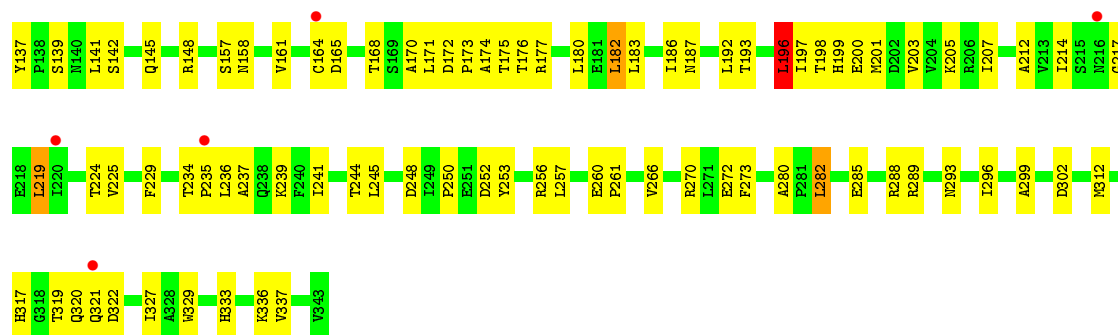 Y137 P138 S139 N140 L141 S142 Q145 R148 S157 N158 V161 C164 D165 T168 S169 A170 L171 D172 P173 A174 T175 T176 R177 L180 E181 L182 L183 I186 N187 L192 T193 L196 I197 T198 H199 E200 M201 D202 V203 V204 K205 R206 I207 A212 V213 I214 S215 N216 G217
E218 L219 I220 T224 V225 F229 T234 P235 L236 A237 Q238 K239 F240 I241 T244 L245 D248 I249 P250 E251 D252 Y253 R256 L257 E260 P261 V266 R270 L271 E272 F273 A280 P281 L282 E285 R288 R289 N293 I296 A299 D302 M312
H317 G318 T319 Q320 Q321 D322 I327 A328 W329 H333 K336 V337 V343